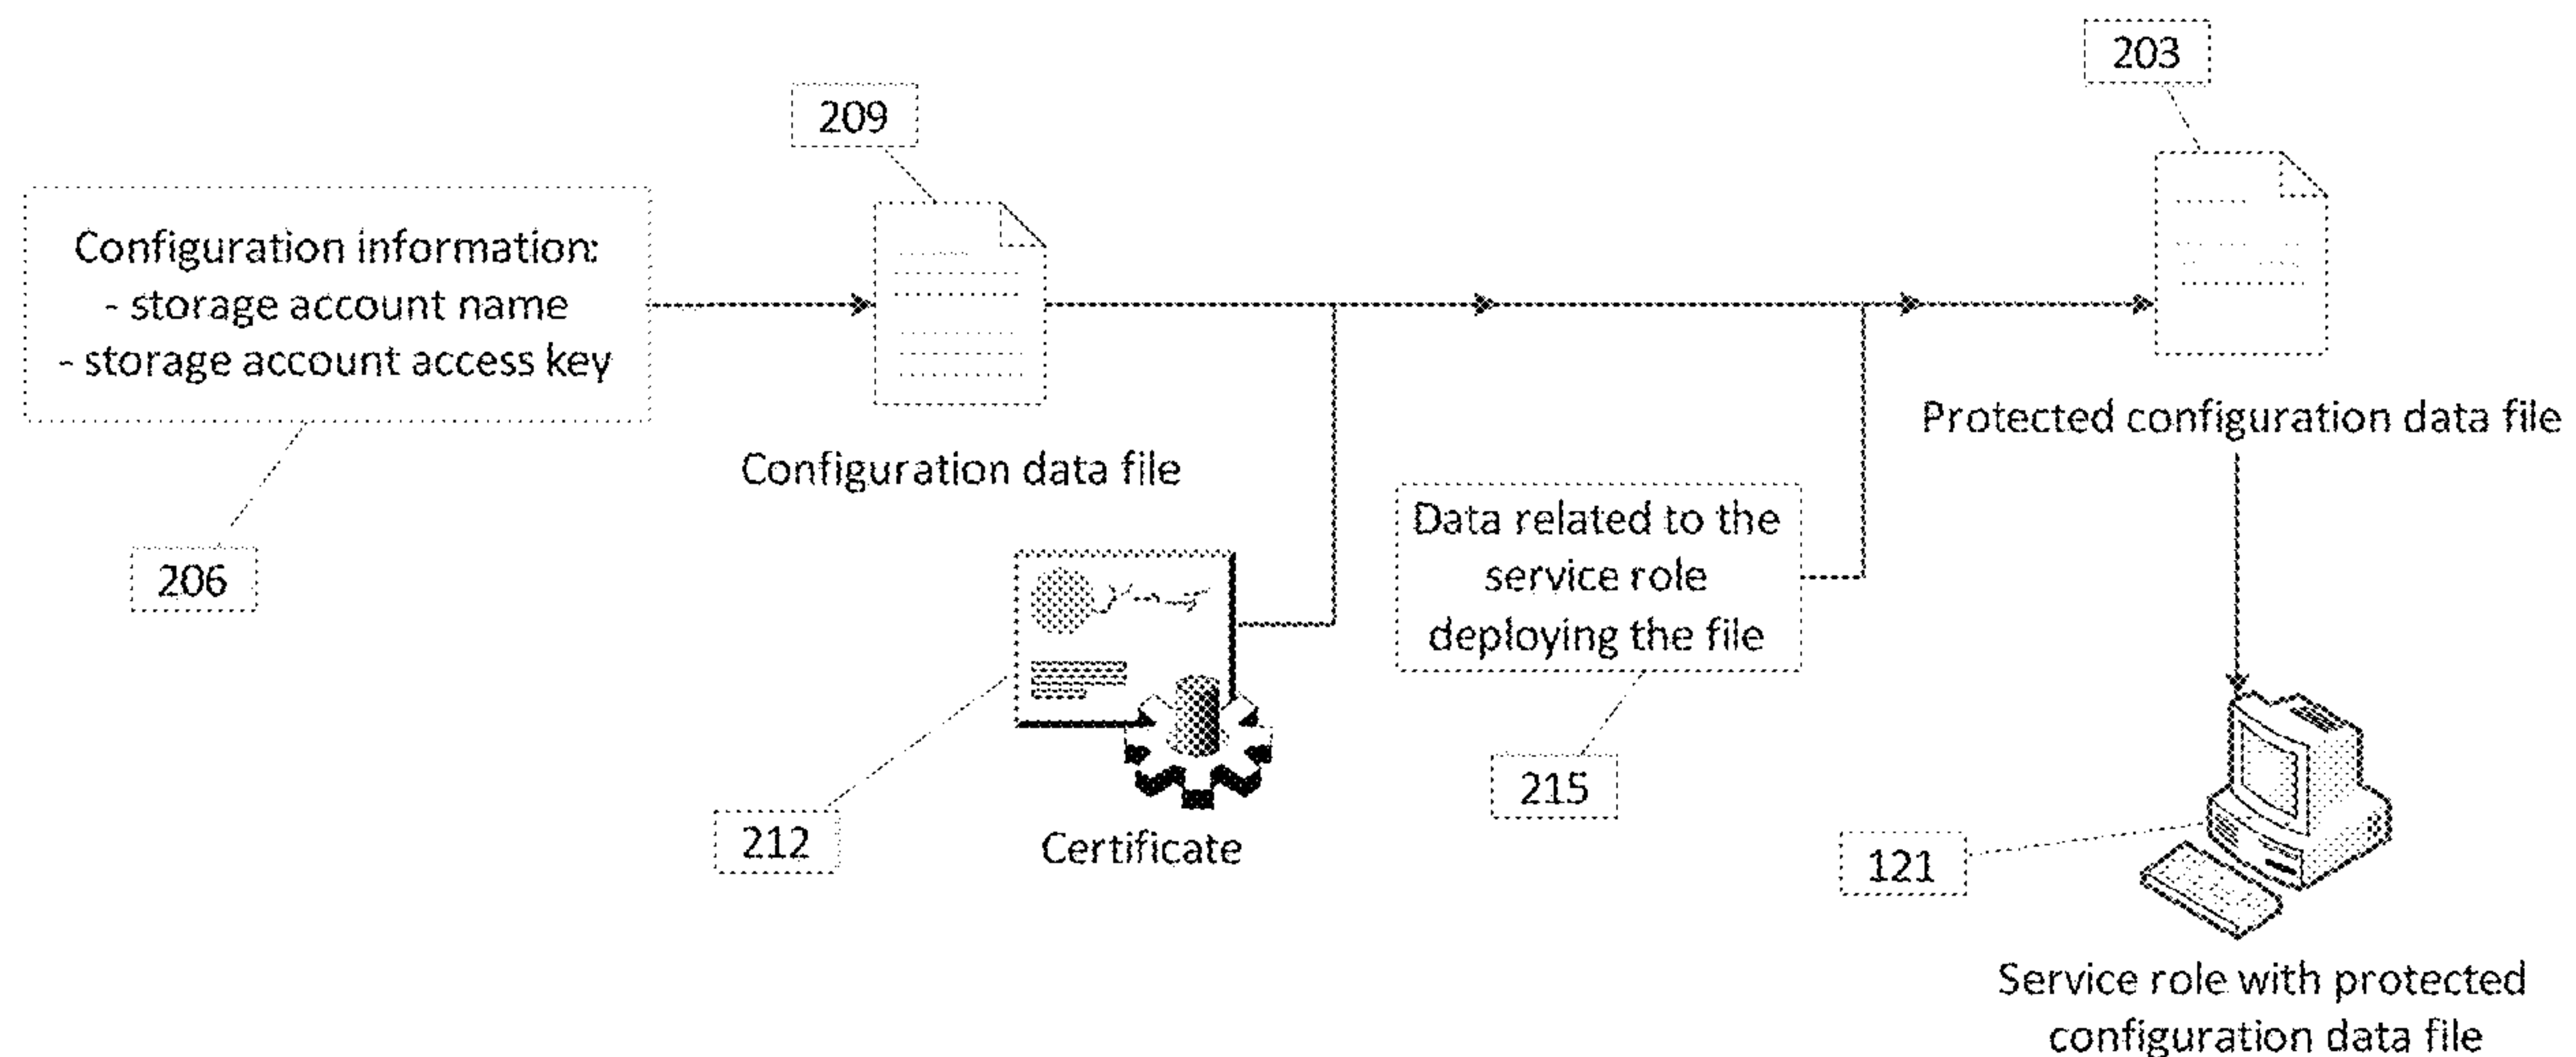 203
209
Configuration information:
- storage account name
- storage account access key
Protected configuration data file
Configuration data file
Data related to the
service role
deploying the file
206
215
212
Certificate
121
Service role with protected
configuration data file